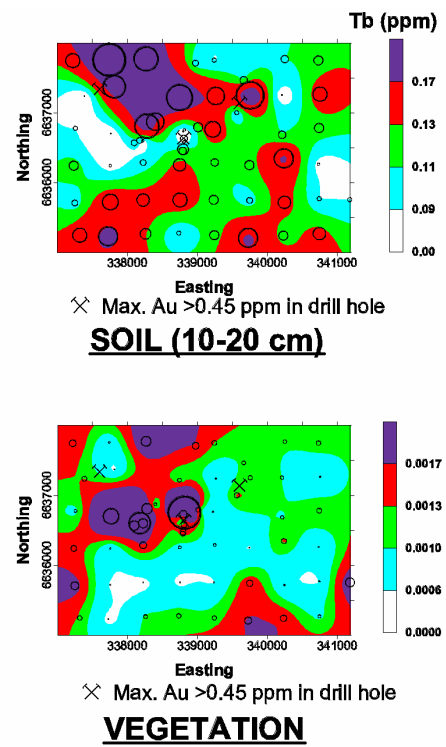 Tb (ppm)
0.17
0.13
0.11
0.09
0.00
Northing
6637000
6636000
338000 339000 340000 341000
Easting
Max. Au >0.45 ppm in drill hole
SOIL (10-20 cm)
0.0017
0.0013
0.0010
0.0006
0.0000
Northing
6637000
6636000
338000 339000 340000 341000
Easting
Max. Au >0.45 ppm in drill hole
VEGETATION